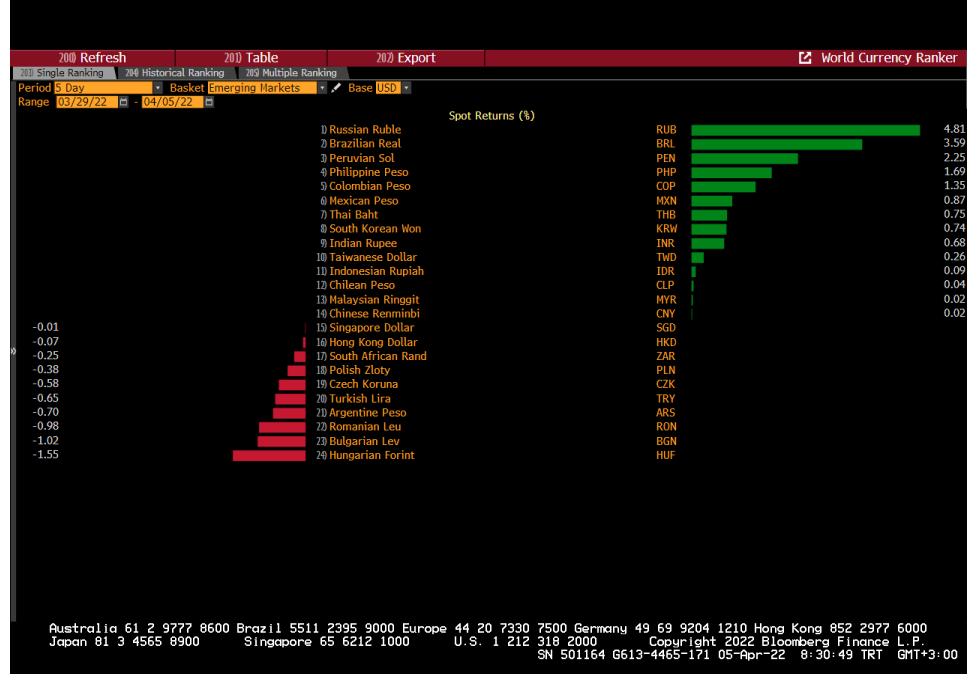 200) Refresh 201) Table 202) Export World Currency Ranker
203) Single Ranking 204) Historical Ranking 205) Multiple Ranking
Period 5 Day Basket Emerging Markets Base USD
Range 03/29/22 - 04/05/22
Spot Returns (%)
1) Russian Ruble RUB 4.81
2) Brazilian Real BRL 3.59
3) Peruvian Sol PEN 2.25
4) Philippine Peso PHP 1.69
5) Colombian Peso COP 1.35
6) Mexican Peso MXN 0.87
7) Thai Baht THB 0.75
8) South Korean Won KRW 0.74
9) Indian Rupee INR 0.68
10) Taiwanese Dollar TWD 0.26
11) Indonesian Rupiah IDR 0.09
12) Chilean Peso CLP 0.04
13) Malaysian Ringgit MYR 0.02
14) Chinese Renminbi CNY 0.02
-0.01 15) Singapore Dollar SGD
-0.07 16) Hong Kong Dollar HKD
-0.25 17) South African Rand ZAR
-0.38 18) Polish Zloty PLN
-0.58 19) Czech Koruna CZK
-0.65 20) Turkish Lira TRY
-0.70 21) Argentine Peso ARS
-0.98 22) Romanian Leu RON
-1.02 23) Bulgarian Lev BGN
-1.55 24) Hungarian Forint HUF
Australia 61 2 9777 8600 Brazil 5511 2395 9000 Europe 44 20 7330 7500 Germany 49 69 9204 1210 Hong Kong 852 2977 6000
Japan 81 3 4565 8900 Singapore 65 6212 1000 U.S. 1 212 318 2000 Copyright 2022 Bloomberg Finance L.P.
SN 501164 G613-4465-171 05-Apr-22 8:30:49 TRT GMT+3:00